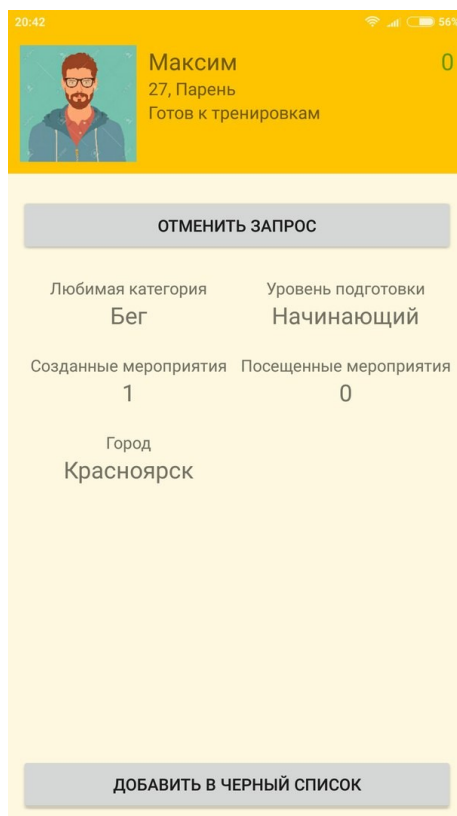 20:42 56%
Максим 0
27, Парень
Готов к тренировкам
ОТМЕНИТЬ ЗАПРОС
Любимая категория Уровень подготовки
Бег Начинающий
Созданные мероприятия Посещенные мероприятия
1 0
Город
Красноярск
ДОБАВИТЬ В ЧЕРНЫЙ СПИСОК